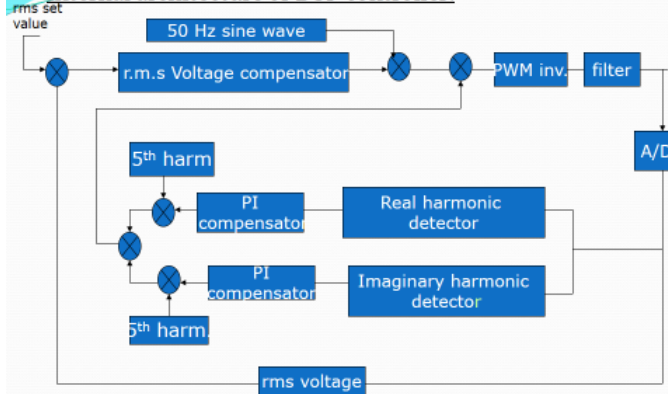 rms set
value
50 Hz sine wave
r.m.s Voltage compensator
PWM inv.
filter
A/D
5th harm
PI
compensator
Real harmonic
detector
PI
compensator
Imaginary harmonic
detector
5th harm.
rms voltage